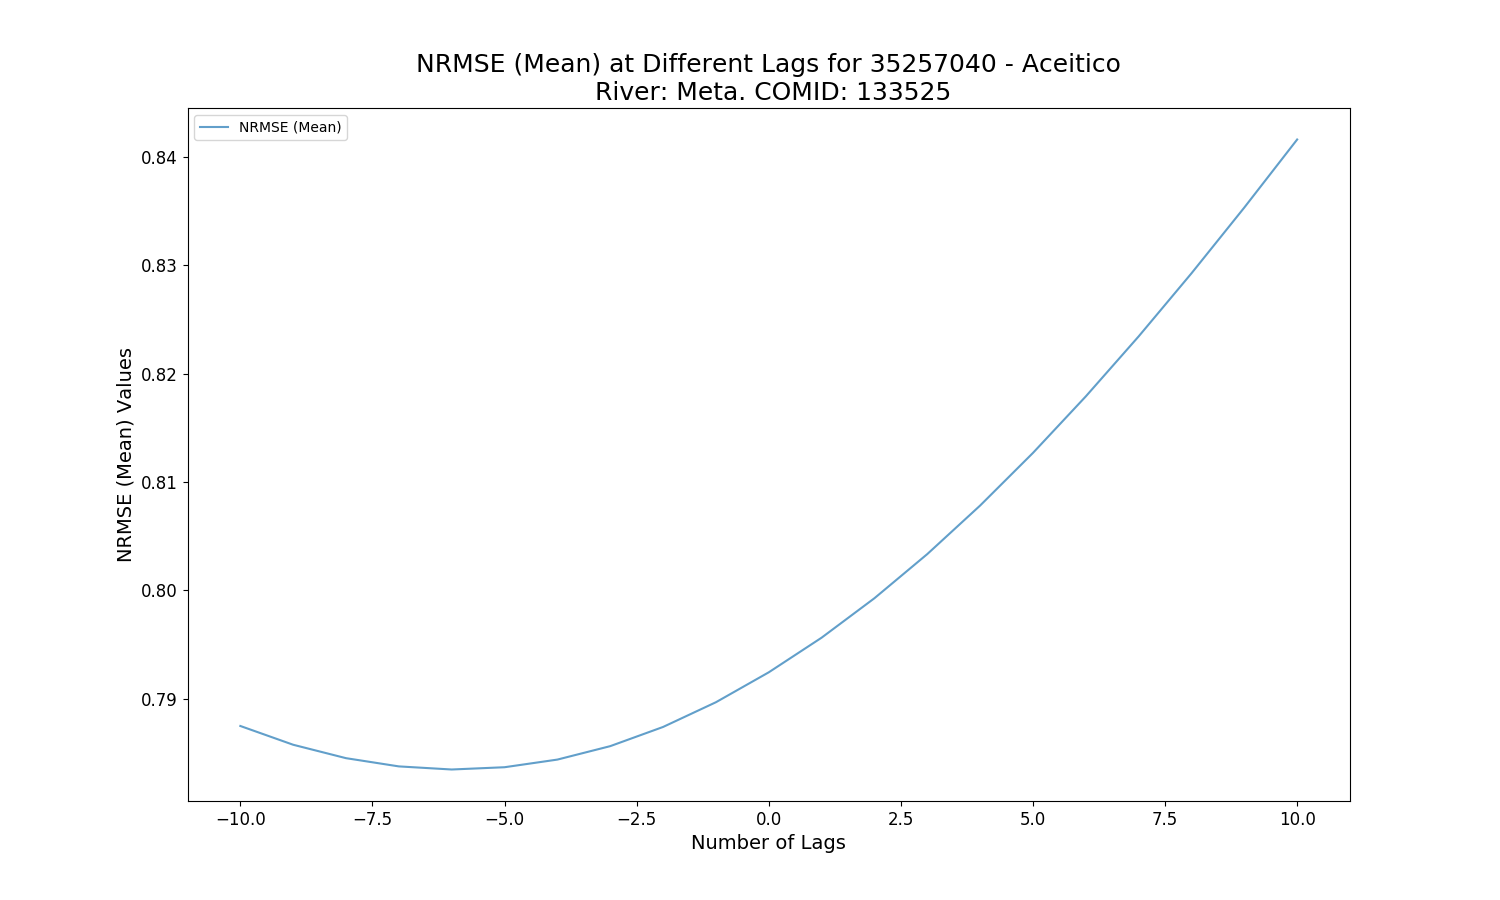 NRMSE (Mean) at Different Lags for 35257040 - Aceitico
River: Meta. COMID: 133525
NRMSE (Mean)
0.84
0.83
0.82
0.81
0.80
0.79
NRMSE (Mean) Values
−10.0 −7.5 −5.0 −2.5 0.0 2.5 5.0 7.5 10.0
Number of Lags